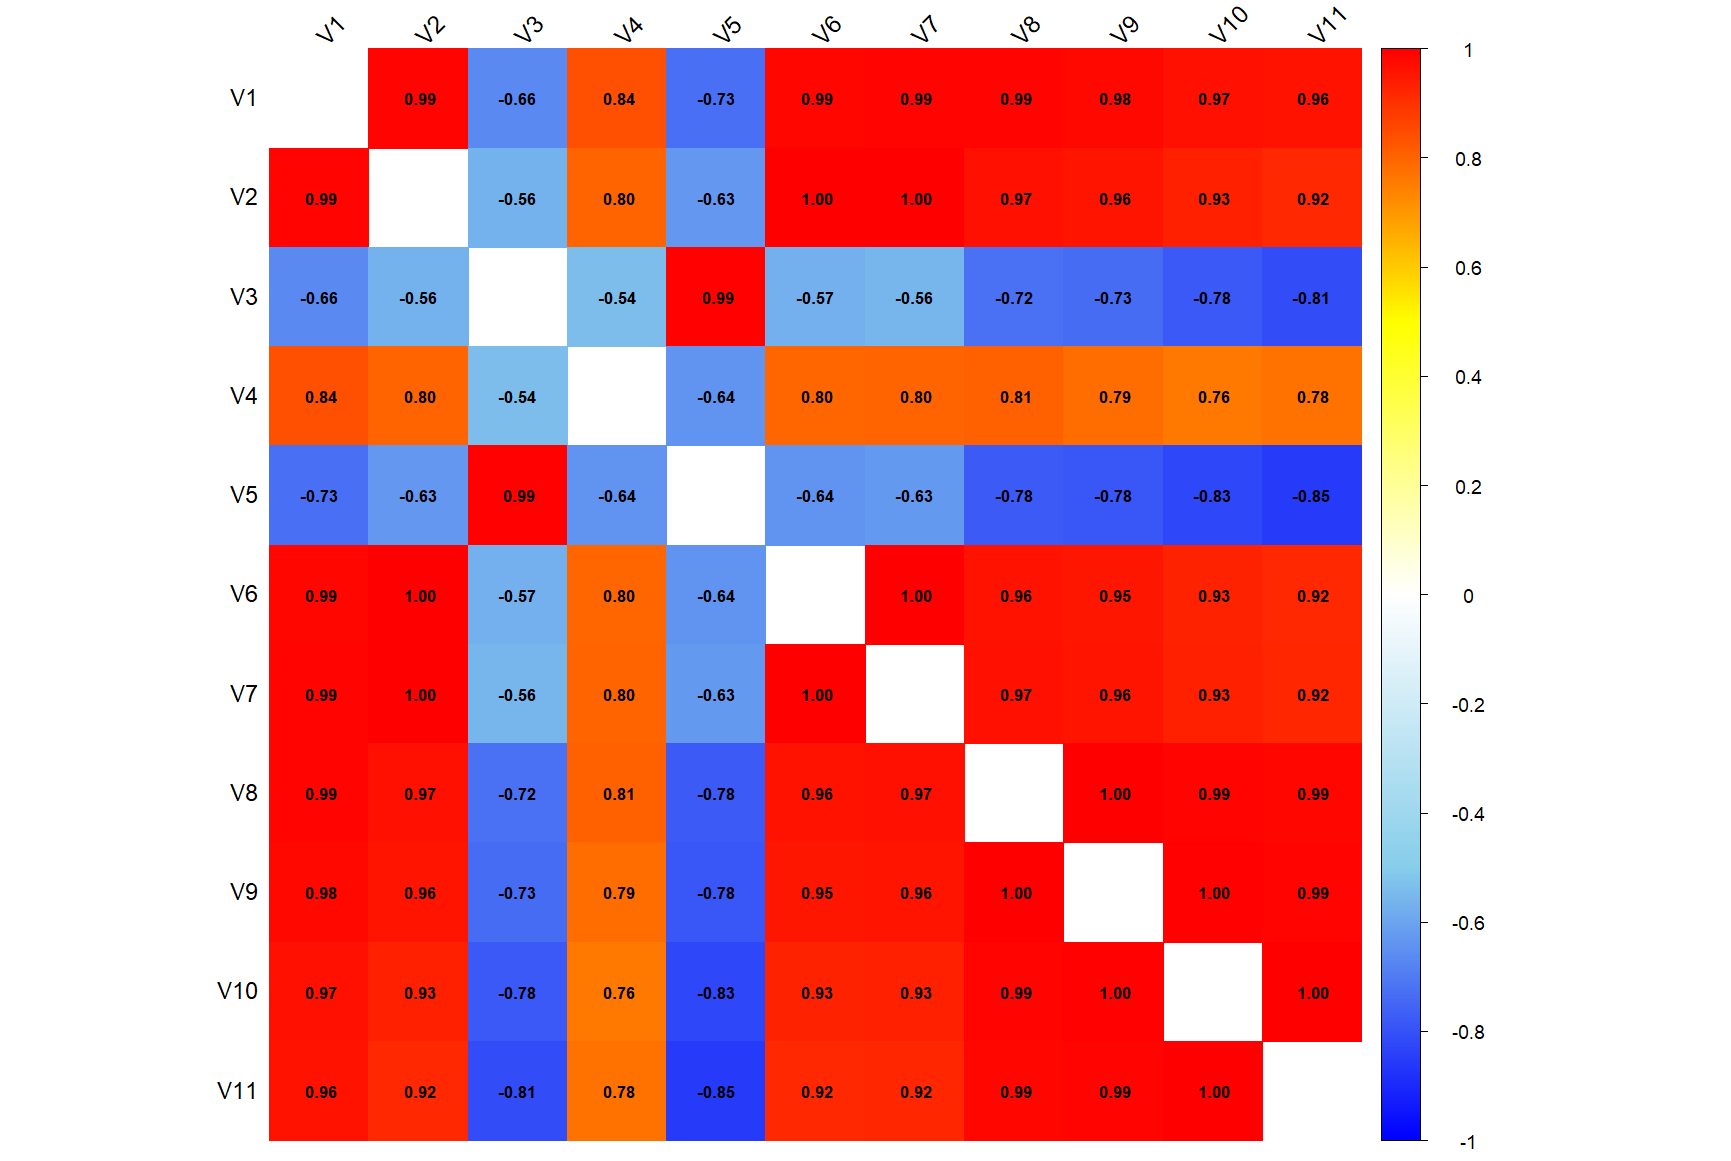 V1 V2 V3 V4 V5 V6 V7 V8 V9 V10 V11
V1 0.99 -0.66 0.84 -0.73 0.99 0.99 0.99 0.98 0.97 0.96
V2 0.99 -0.56 0.80 -0.63 1.00 1.00 0.97 0.96 0.93 0.92
V3 -0.66 -0.56 -0.54 0.99 -0.57 -0.56 -0.72 -0.73 -0.78 -0.81
V4 0.84 0.80 -0.54 -0.64 0.80 0.80 0.81 0.79 0.76 0.78
V5 -0.73 -0.63 0.99 -0.64 -0.64 -0.63 -0.78 -0.78 -0.83 -0.85
V6 0.99 1.00 -0.57 0.80 -0.64 1.00 0.96 0.95 0.93 0.92
V7 0.99 1.00 -0.56 0.80 -0.63 1.00 0.97 0.96 0.93 0.92
V8 0.99 0.97 -0.72 0.81 -0.78 0.96 0.97 1.00 0.99 0.99
V9 0.98 0.96 -0.73 0.79 -0.78 0.95 0.96 1.00 1.00 0.99
V10 0.97 0.93 -0.78 0.76 -0.83 0.93 0.93 0.99 1.00 1.00
V11 0.96 0.92 -0.81 0.78 -0.85 0.92 0.92 0.99 0.99 1.00
1
0.8
0.6
0.4
0.2
0
-0.2
-0.4
-0.6
-0.8
-1